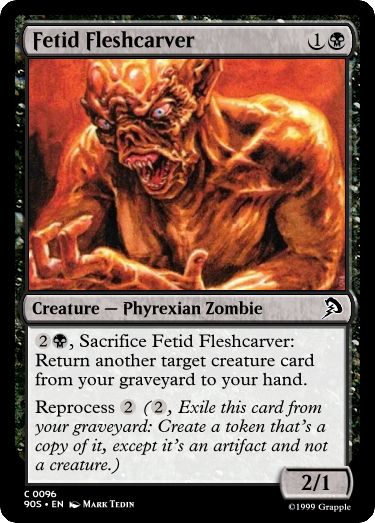 Fetid Fleshcarver 1
Creature — Phyrexian Zombie
2, Sacrifice Fetid Fleshcarver:
Return another target creature card
from your graveyard to your hand.
Reprocess 2 (2, Exile this card from
your graveyard: Create a token that's a
copy of it, except it's an artifact and not
a creature.)
2/1
C 0096
90S • EN Mark Tedin
©1999 Grapple